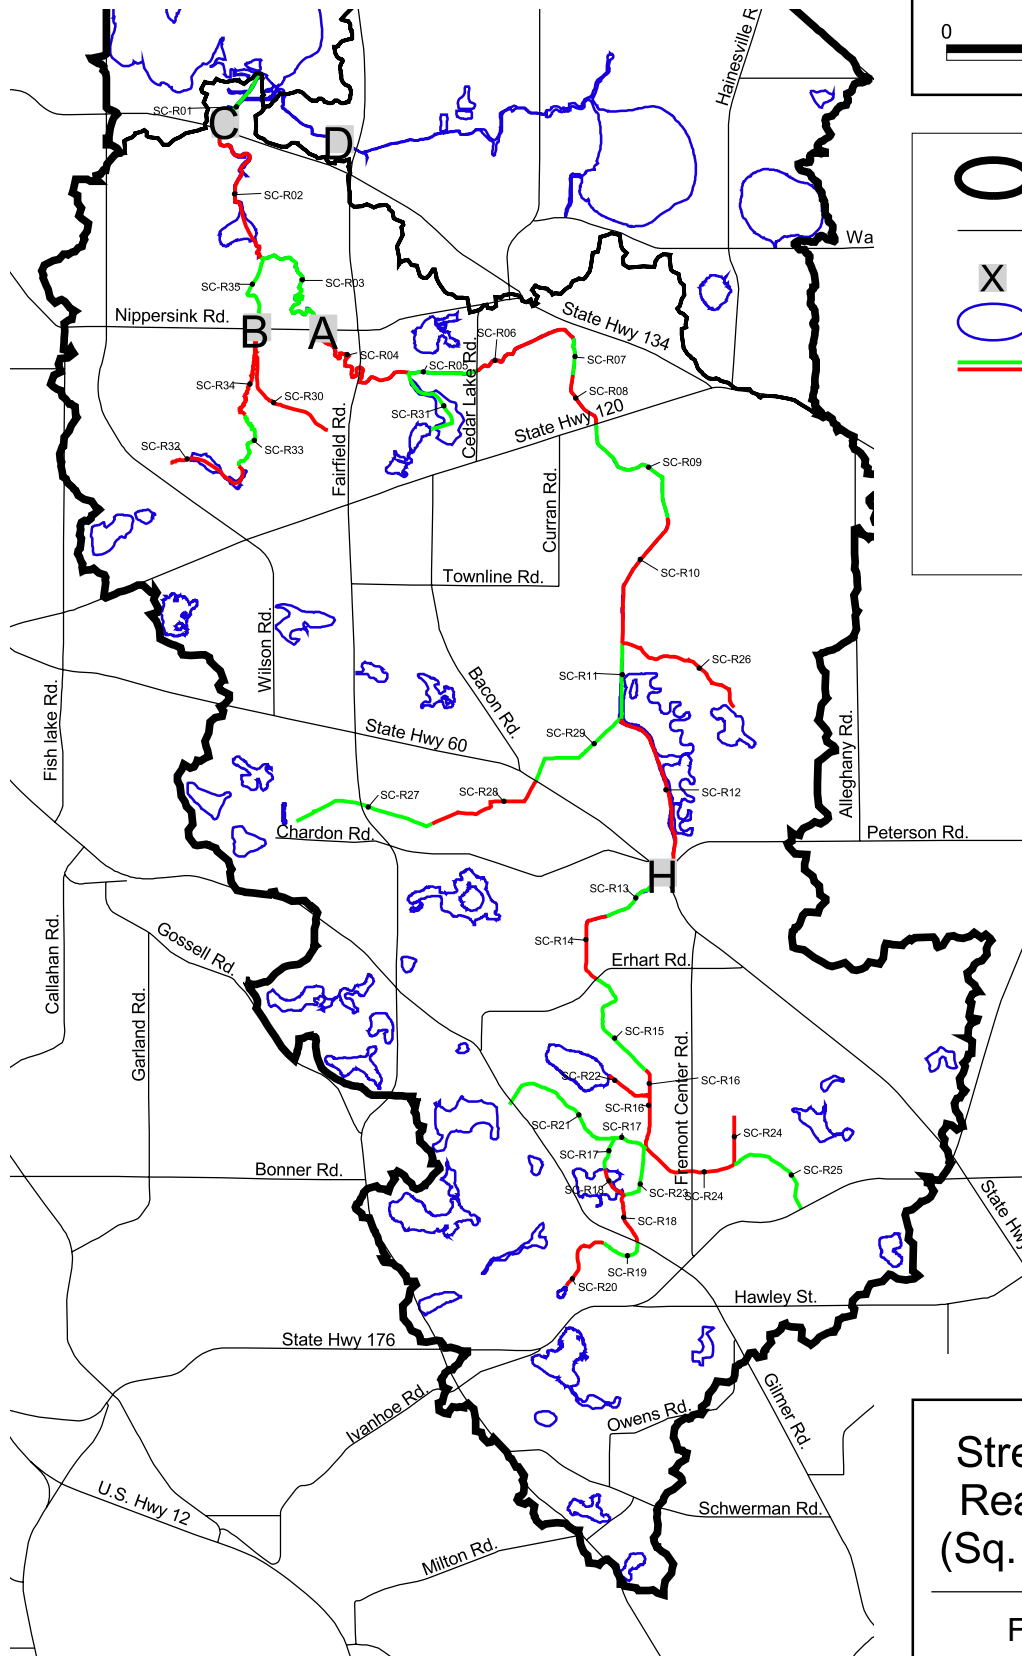 Hainesville R
0
SC-R01
C
D
SC-R02
Wa
X
SC-R35
SC-R03
Nippersink Rd.
B
A
State Hwy 134
SC-R06
SC-R04
SC-R05
SC-R07
Cedar Lake Rd.
SC-R34
SC-R30
SC-R31
SC-R08
State Hwy 120
Fairfield Rd.
SC-R32
SC-R33
SC-R09
Curran Rd.
SC-R10
Townline Rd.
Wilson Rd.
SC-R26
SC-R11
Bacon Rd.
Fish lake Rd.
State Hwy 60
SC-R29
Alleghany Rd.
SC-R27
SC-R28
SC-R12
Chardon Rd.
Peterson Rd.
H
SC-R13
Callahan Rd.
Gossell Rd.
SC-R14
Erhart Rd.
Garland Rd.
SC-R15
Fremont Center Rd.
SC-R22
SC-R16
SC-R16
SC-R21
SC-R17
SC-R24
SC-R17
Bonner Rd.
SC-R25
SC-R18
SC-R23
SC-R24
State Hwy
SC-R18
SC-R19
SC-R20
Hawley St.
State Hwy 176
Ivanhoe Rd.
Owens Rd.
Gilmer Rd.
Stre
Rea
(Sq.
U.S. Hwy 12
Schwerman Rd.
Milton Rd.
F